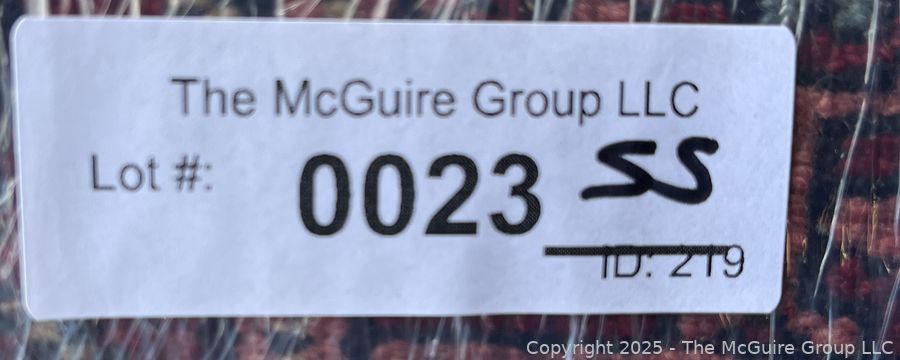 The McGuire Group LLC
Lot #: 0023 SS
ID: 219
Copyright 2025 - The McGuire Group LLC